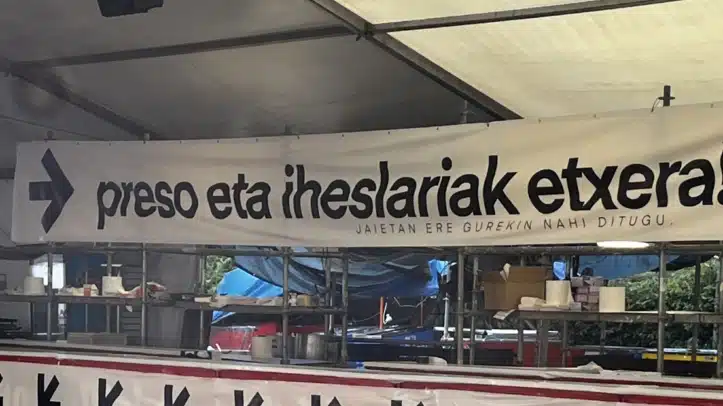 preso eta iheslariak etxera!
JAIETAN ERE GUREKIN NAHI DITUGU.